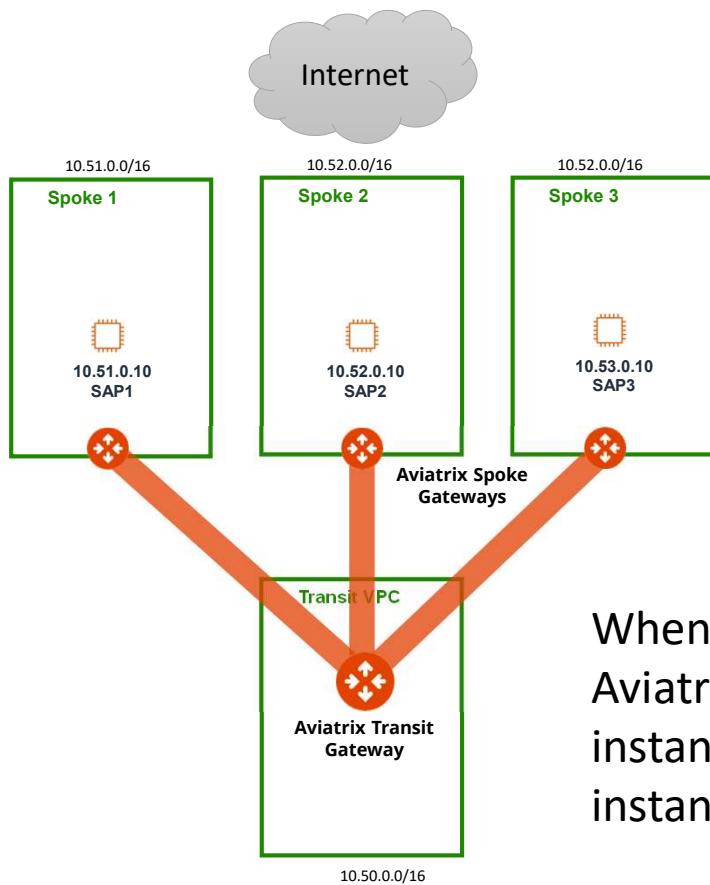 Internet
10.51.0.0/16
10.52.0.0/16
10.52.0.0/16
Spoke 1
Spoke 2
Spoke 3
10.51.0.10
SAP1
10.52.0.10
SAP2
10.53.0.10
SAP3
Aviatrix Spoke
Gateways
Transit VPC
Aviatrix Transit
Gateway
10.50.0.0/16
When
Aviatr
instan
instan